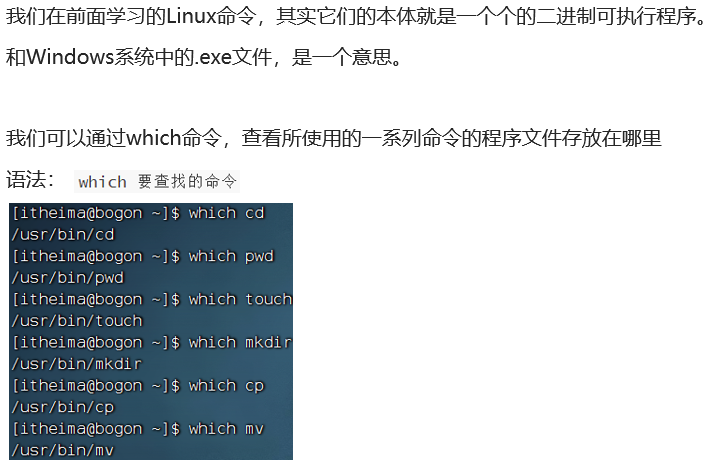 我们在前面学习的Linux命令，其实它们的本体就是一个个的二进制可执行程序。
和Windows系统中的.exe文件，是一个意思。
我们可以通过which命令，查看所使用的一系列命令的程序文件存放在哪里
语法： which 要查找的命令
[itheima@bogon ~]$ which cd
/usr/bin/cd
[itheima@bogon ~]$ which pwd
/usr/bin/pwd
[itheima@bogon ~]$ which touch
/usr/bin/touch
[itheima@bogon ~]$ which mkdir
/usr/bin/mkdir
[itheima@bogon ~]$ which cp
/usr/bin/cp
[itheima@bogon ~]$ which mv
/usr/bin/mv